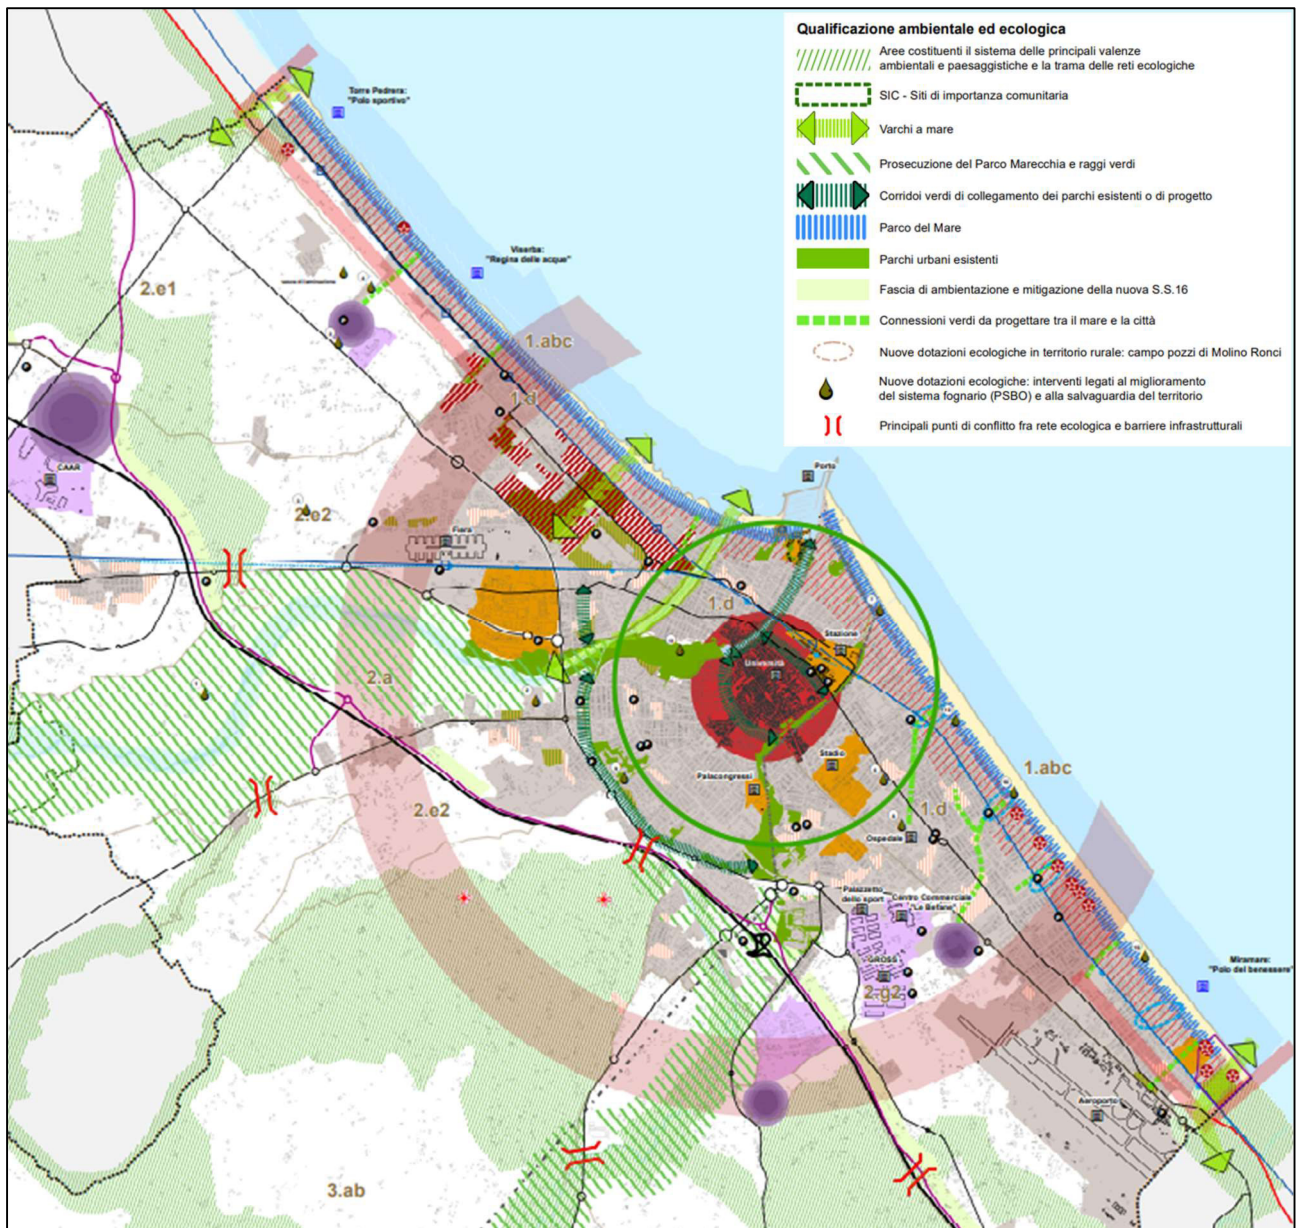 Qualificazione ambientale ed ecologica
Aree costituenti il sistema delle principali valenze
ambientali e paesaggistiche e la trama delle reti ecologiche
SIC - Siti di importanza comunitaria
Varchi a mare
Prosecuzione del Parco Marecchia e raggi verdi
Corridoi verdi di collegamento dei parchi esistenti o di progetto
Parco del Mare
Parchi urbani esistenti
Fascia di ambientazione e mitigazione della nuova S.S.16
Connessioni verdi da progettare tra il mare e la città
Nuove dotazioni ecologiche in territorio rurale: campo pozzi di Molino Ronci
Nuove dotazioni ecologiche: interventi legati al miglioramento
del sistema fognario (PSBO) e alla salvaguardia del territorio
Principali punti di conflitto fra rete ecologica e barriere infrastrutturali
Torre Pedrera:
"Polo sportivo"
Viserba:
"Regina delle acque"
2.e1
1.abc
1.d
CAAR
Porto
2.e2
Fiera
1.d
Stazione
Università
2.a
Stadio
Palacongressi
1.abc
2.e2
1.d
Ospedale
Palazzetto
dello sport
Centro Commerciale
"Le Befane"
GROSS
2.g2
Miramare:
"Polo del benessere"
Aeroporto
3.ab